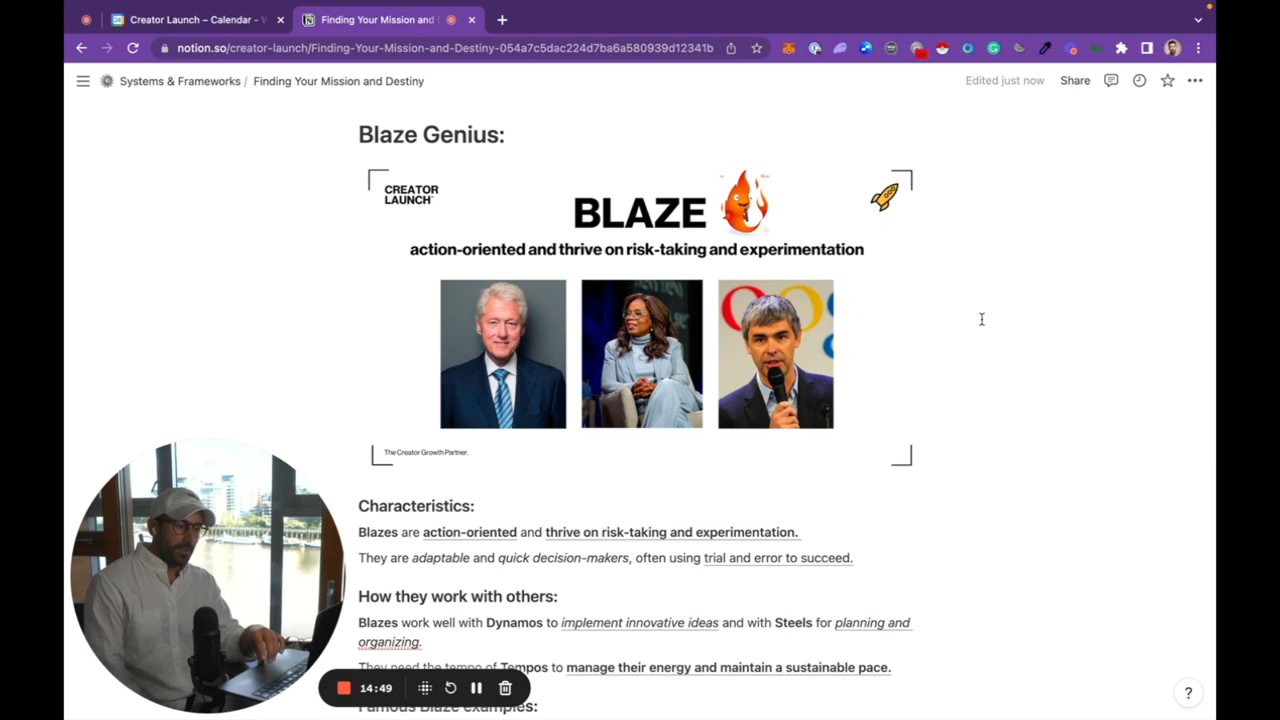 Creator Launch – Calendar -
Finding Your Mission and
notion.so/creator-launch/Finding-Your-Mission-and-Destiny-054a7c5dac224d7ba6a580939d12341b
Systems & Frameworks / Finding Your Mission and Destiny
Edited just now
Share
Blaze Genius:
CREATOR
LAUNCH
BLAZE
action-oriented and thrive on risk-taking and experimentation
The Creator Growth Partner.
Characteristics:
Blazes are action-oriented and thrive on risk-taking and experimentation.
They are adaptable and quick decision-makers, often using trial and error to succeed.
How they work with others:
Blazes work well with Dynamos to implement innovative ideas and with Steels for planning and
organizing.
They need the tempo of Tempos to manage their energy and maintain a sustainable pace.
14:49
Famous Blaze examples:
?